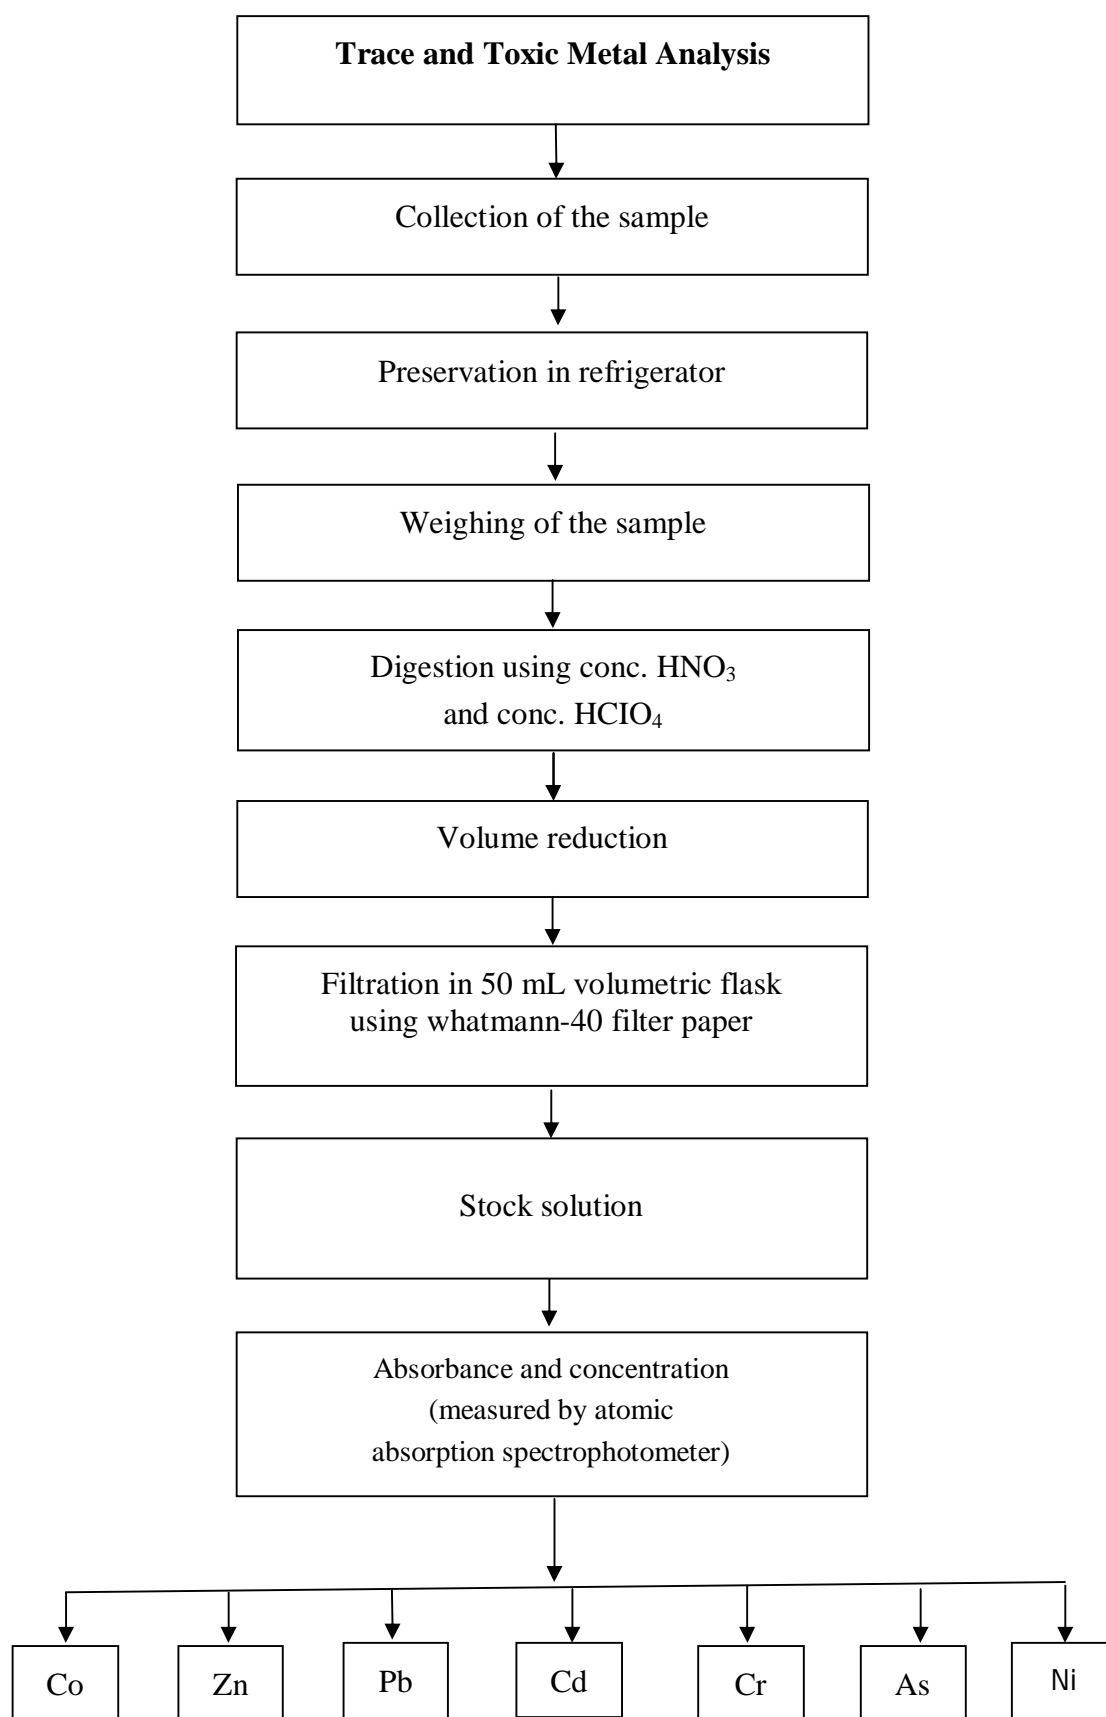 Trace and Toxic Metal Analysis
Collection of the sample
Preservation in refrigerator
Weighing of the sample
Digestion using conc. HNO₃
and conc. HCIO₄
Volume reduction
Filtration in 50 mL volumetric flask
using whatmann-40 filter paper
Stock solution
Absorbance and concentration
(measured by atomic
absorption spectrophotometer)
Co Zn Pb Cd Cr As Ni